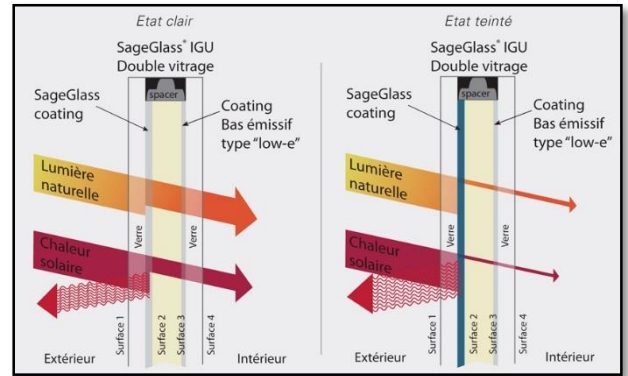 Etat clair
SageGlass® IGU
Double vitrage
spacer
SageGlass
coating
Coating
Bas émissif
type "low-e"
Lumière
naturelle
Chaleur
solaire
Verre
Verre
Surface 1
Surface 2
Surface 3
Surface 4
Extérieur
Intérieur
Etat teinté
SageGlass® IGU
Double vitrage
spacer
SageGlass
coating
Coating
Bas émissif
type "low-e"
Lumière
naturelle
Chaleur
solaire
Verre
Verre
Surface 1
Surface 2
Surface 3
Surface 4
Extérieur
Intérieur